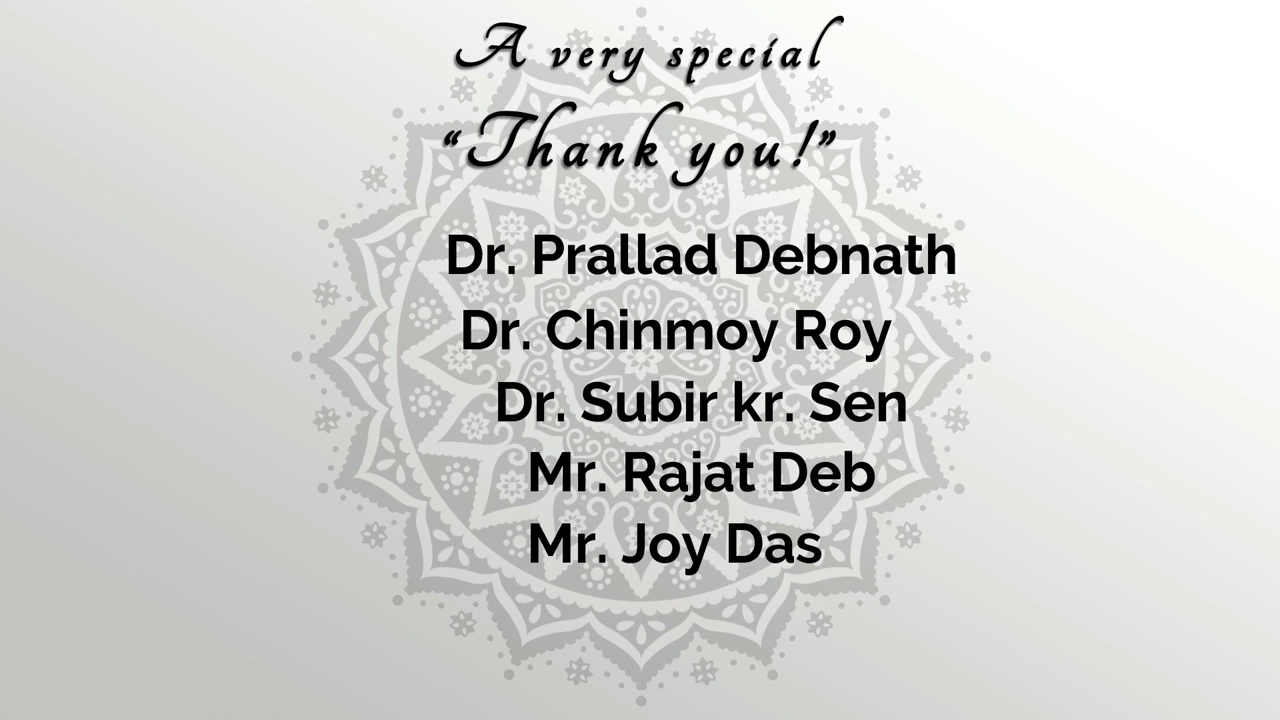 A very special
“Thank you!”
Dr. Prallad Debnath
Dr. Chinmoy Roy
Dr. Subir kr. Sen
Mr. Rajat Deb
Mr. Joy Das